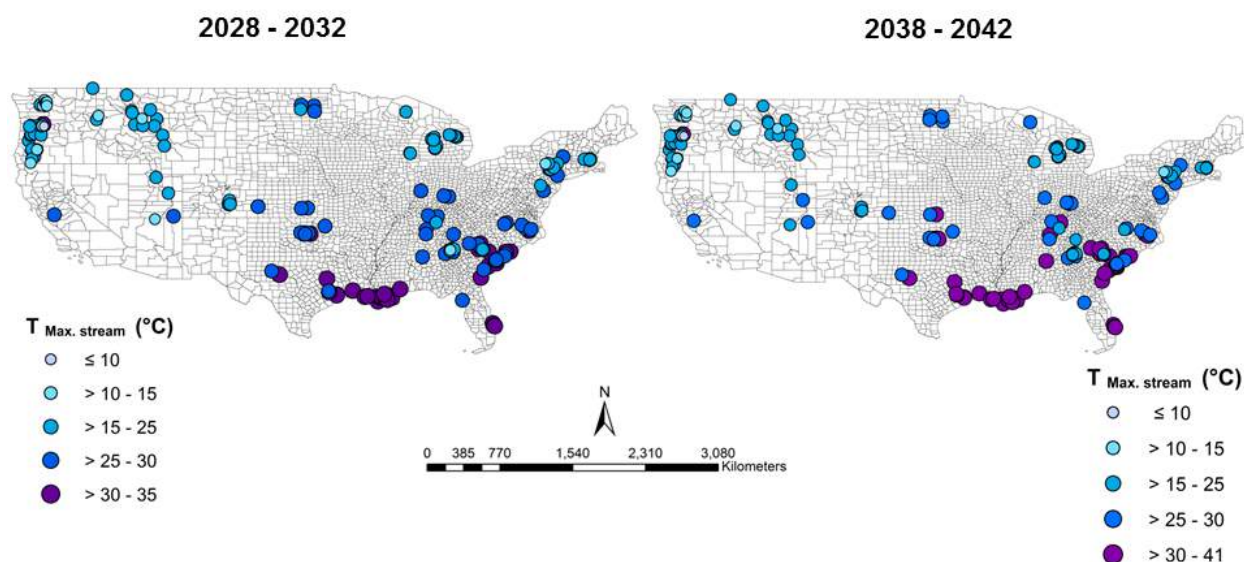 2028 - 2032
2038 - 2042
T Max. stream (°C)
≤ 10
> 10 - 15
> 15 - 25
> 25 - 30
> 30 - 35
N
0 385 770 1,540 2,310 3,080
Kilometers
T Max. stream (°C)
≤ 10
> 10 - 15
> 15 - 25
> 25 - 30
> 30 - 41